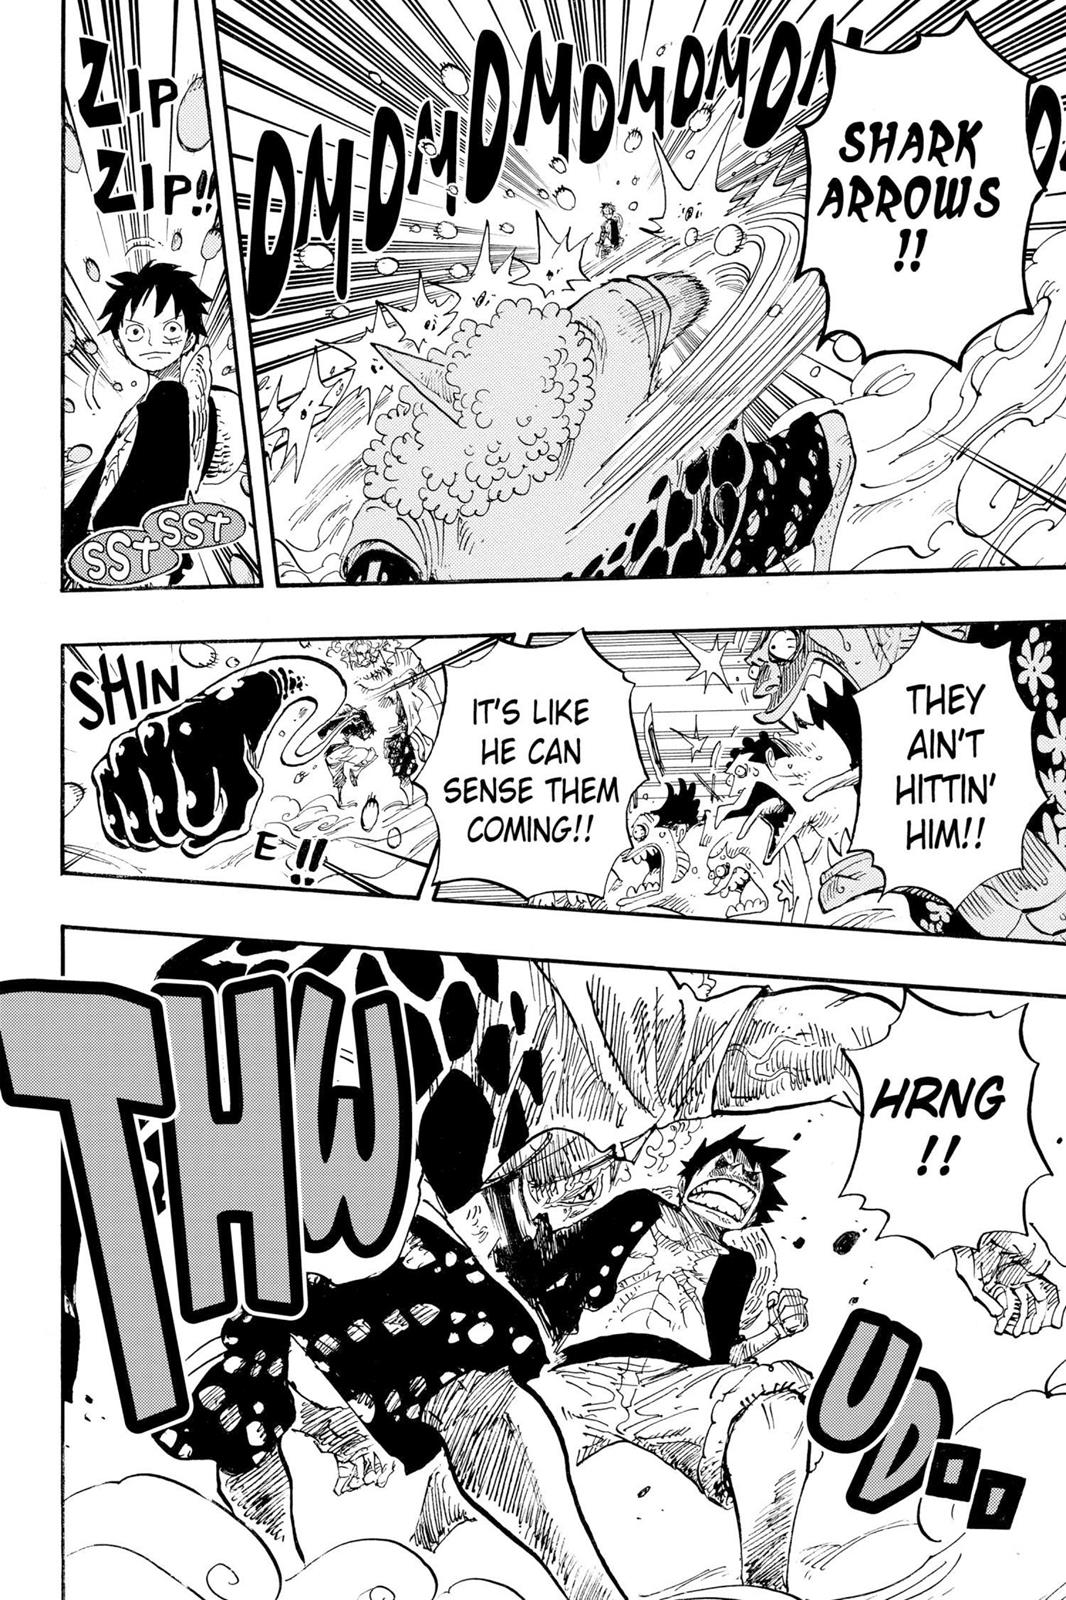 SHARK
ARROWS
!!
DMDMDMDMDMDM
ZIP
ZIP!!
SST
SST
THEY
AIN'T
HITTIN'
HIM!!
IT'S LIKE
HE CAN
SENSE THEM
COMING!!
SHIN
E!!
HRNG
!!
THW
UD